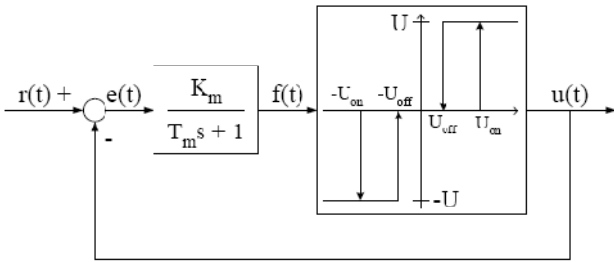 U
r(t) +
e(t)
K_m
T_m s + 1
f(t)
-U_on
-U_off
U_off
U_on
u(t)
-
-U